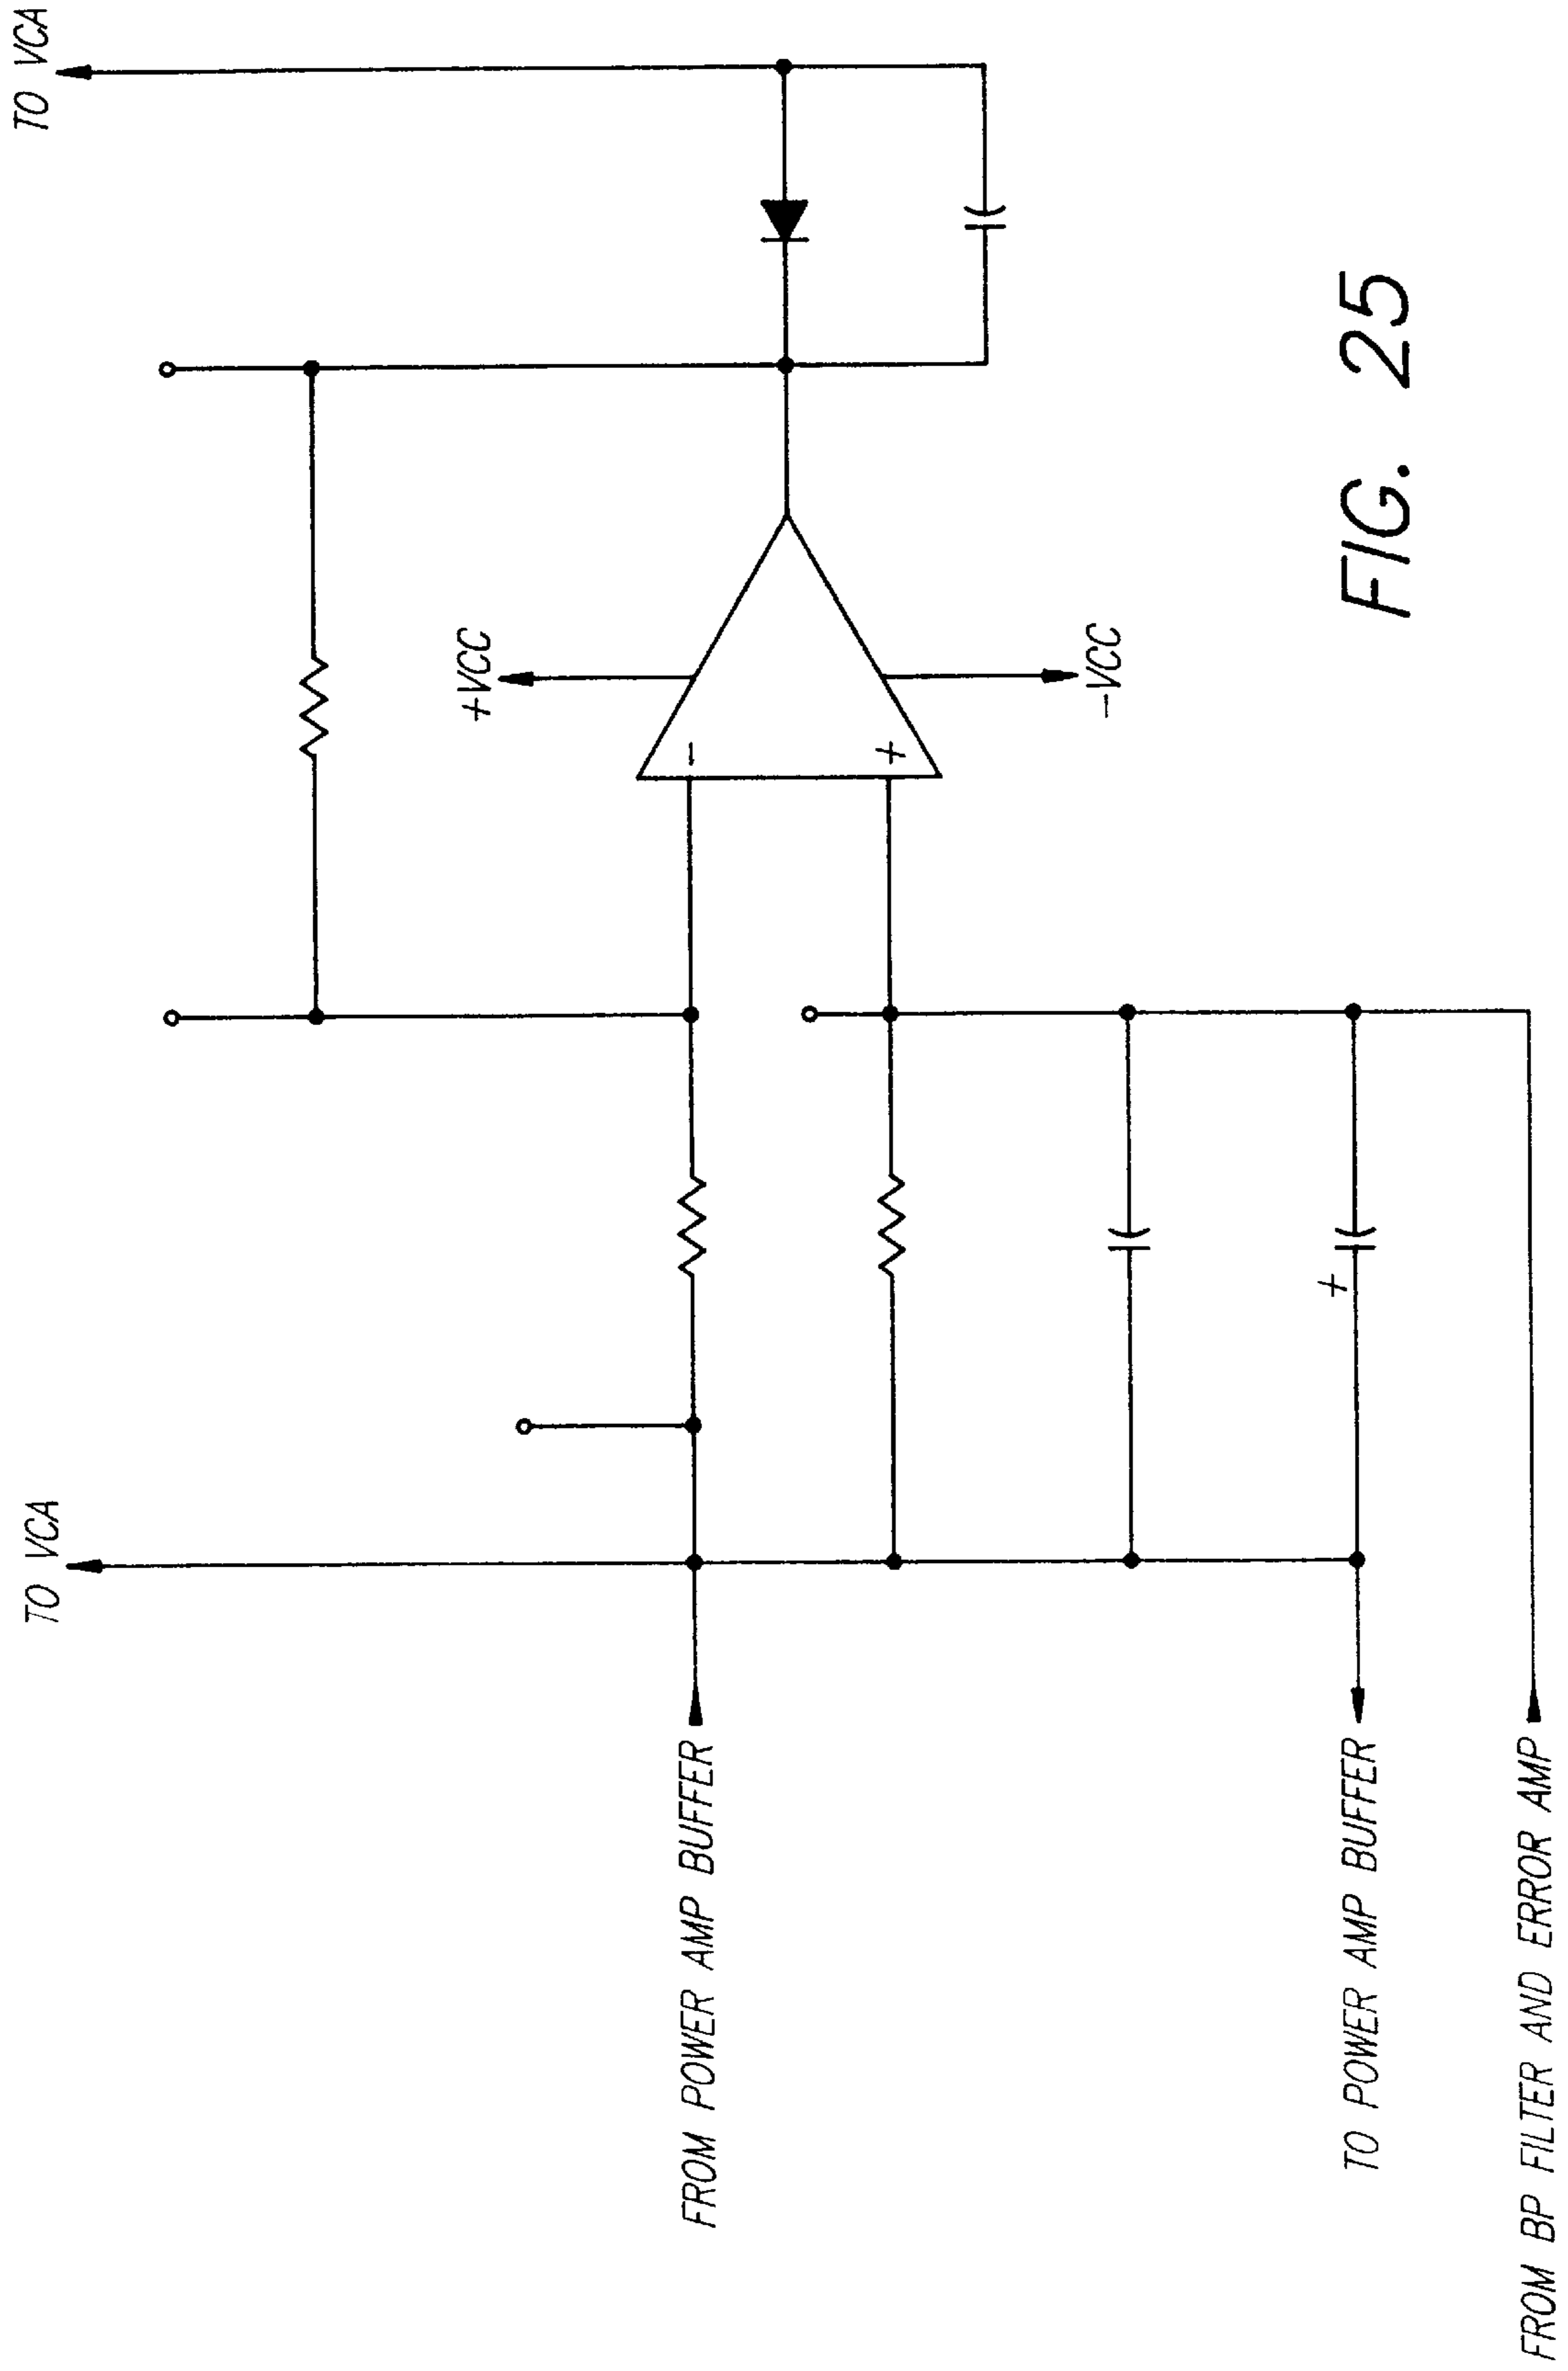 TO VCA
TO VCA
+VCC
-
+
-VCC
FROM POWER AMP BUFFER
+
TO POWER AMP BUFFER
FROM BP FILTER AND ERROR AMP
FIG. 25